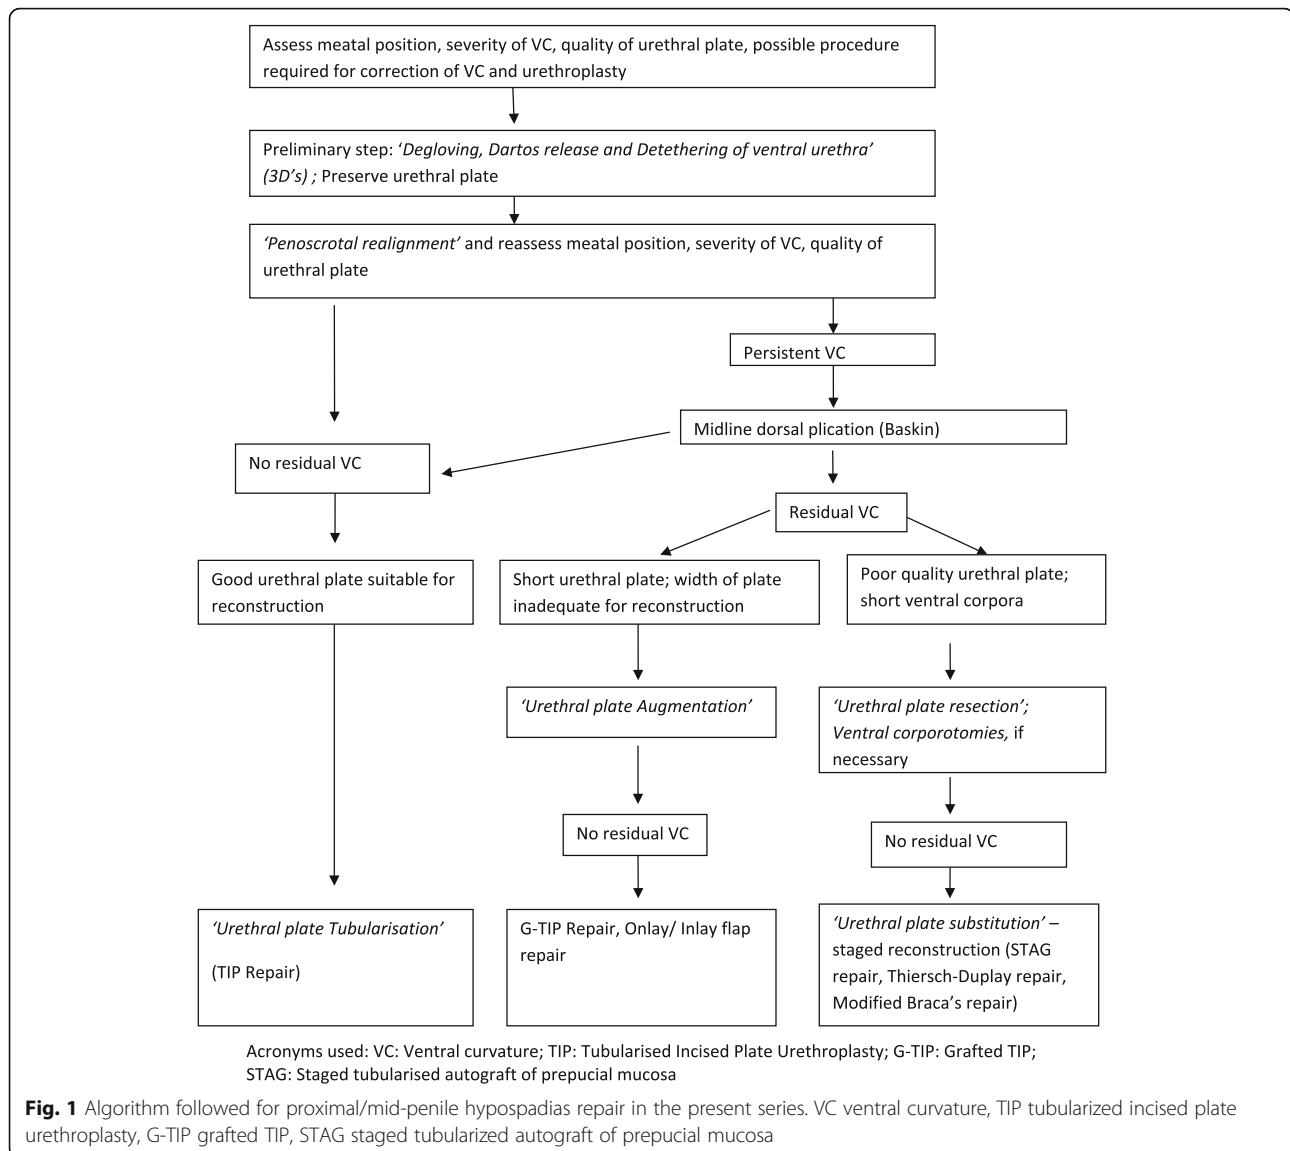 Assess meatal position, severity of VC, quality of urethral plate, possible procedure
required for correction of VC and urethroplasty
Preliminary step: ‘Degloving, Dartos release and Detethering of ventral urethra’
(3D’s) ; Preserve urethral plate
‘Penoscrotal realignment’ and reassess meatal position, severity of VC, quality of
urethral plate
Persistent VC
Midline dorsal plication (Baskin)
No residual VC
Residual VC
Good urethral plate suitable for
reconstruction
Short urethral plate; width of plate
inadequate for reconstruction
Poor quality urethral plate;
short ventral corpora
‘Urethral plate Augmentation’
‘Urethral plate resection’;
Ventral corporotomies, if
necessary
No residual VC
No residual VC
‘Urethral plate Tubularisation’
(TIP Repair)
G-TIP Repair, Onlay/ Inlay flap
repair
‘Urethral plate substitution’ –
staged reconstruction (STAG
repair, Thiersch-Duplay repair,
Modified Braca’s repair)
Acronyms used: VC: Ventral curvature; TIP: Tubularised Incised Plate Urethroplasty; G-TIP: Grafted TIP;
STAG: Staged tubularised autograft of prepucial mucosa
Fig. 1 Algorithm followed for proximal/mid-penile hypospadias repair in the present series. VC ventral curvature, TIP tubularized incised plate
urethroplasty, G-TIP grafted TIP, STAG staged tubularized autograft of prepucial mucosa